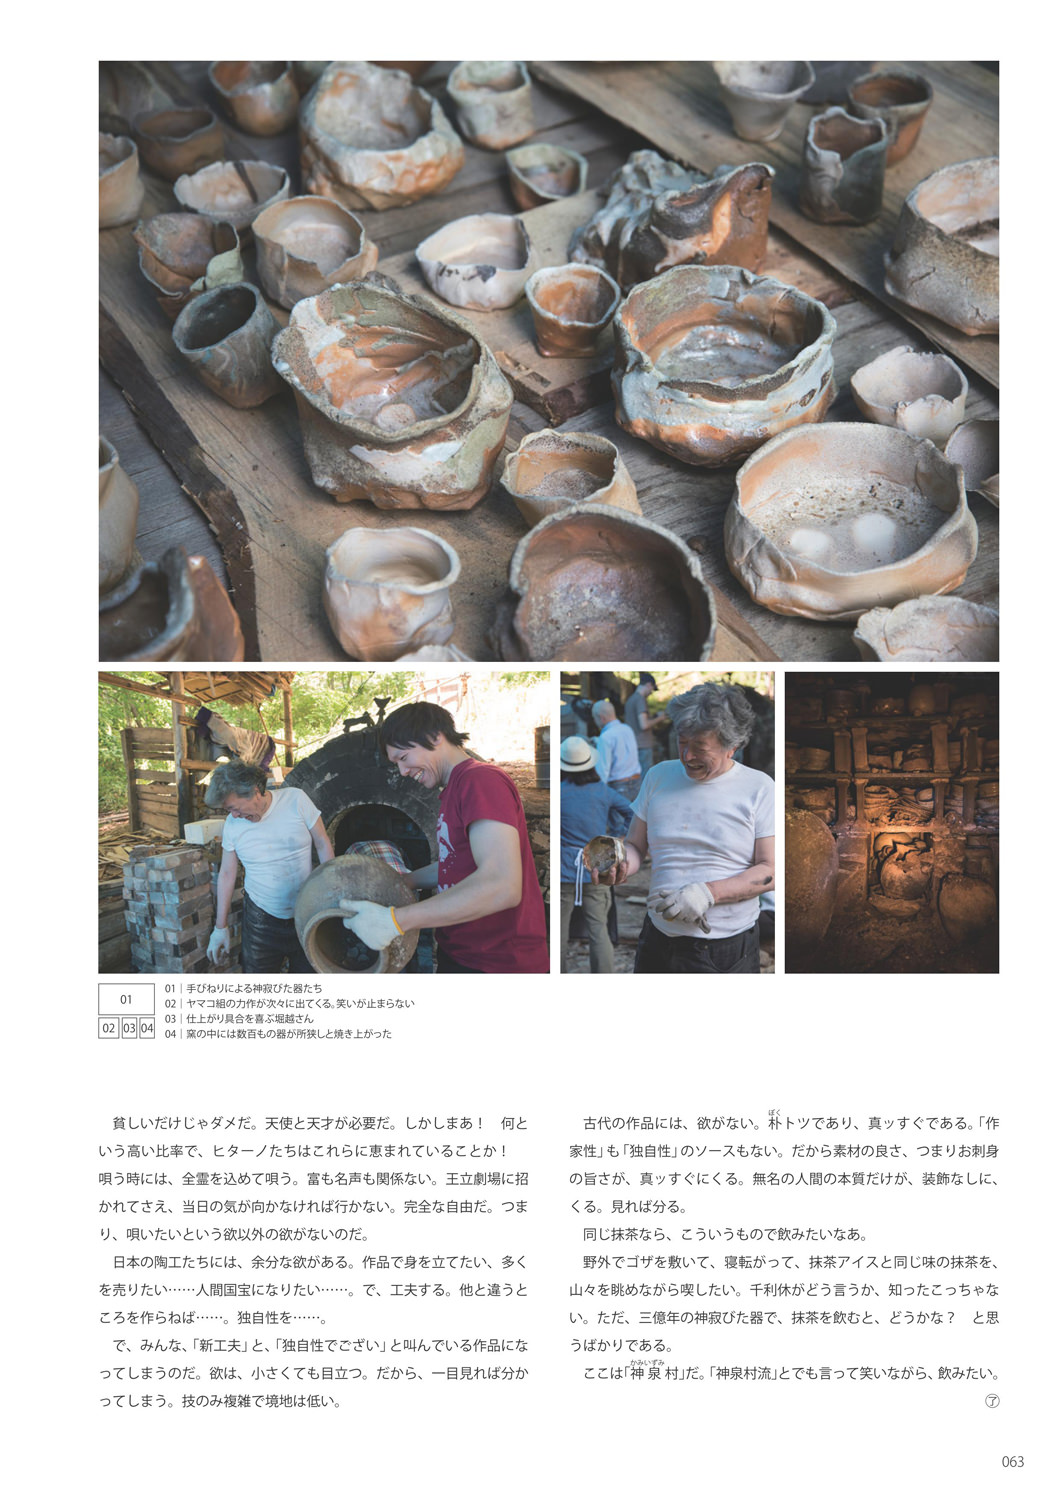 01
02 03 04
01｜手びねりによる神寂びた器たち
02｜ヤマコ組の力作が次々に出てくる。笑いが止まらない
03｜仕上がり具合を喜ぶ堀越さん
04｜窯の中には数百もの器が所狭しと焼き上がった
　貧しいだけじゃダメだ。天使と天才が必要だ。しかしまあ！　何と
いう高い比率で、ヒターノたちはこれらに恵まれていることか！
唄う時には、全霊を込めて唄う。富も名声も関係ない。王立劇場に招
かれてさえ、当日の気が向かなければ行かない。完全な自由だ。つま
り、唄いたいという欲以外の欲がないのだ。
　日本の陶工たちには、余分な欲がある。作品で身を立てたい、多く
を売りたい……人間国宝になりたい……。で、工夫する。他と違うと
ころを作らねば……。独自性を……。
　で、みんな、「新工夫」と、「独自性でござい」と叫んでいる作品にな
ってしまうのだ。欲は、小さくても目立つ。だから、一目見れば分か
ってしまう。技のみ複雑で境地は低い。
ぼく
　古代の作品には、欲がない。朴トツであり、真ッすぐである。「作
家性」も「独自性」のソースもない。だから素材の良さ、つまりお刺身
の旨さが、真ッすぐにくる。無名の人間の本質だけが、装飾なしに、
くる。見れば分る。
　同じ抹茶なら、こういうもので飲みたいなあ。
　野外でゴザを敷いて、寝転がって、抹茶アイスと同じ味の抹茶を、
山々を眺めながら喫したい。千利休がどう言うか、知ったこっちゃな
い。ただ、三億年の神寂びた器で、抹茶を飲むと、どうかな？　と思
うばかりである。
かみいずみ
　ここは「神泉村」だ。「神泉村流」とでも言って笑いながら、飲みたい。
㋷
063